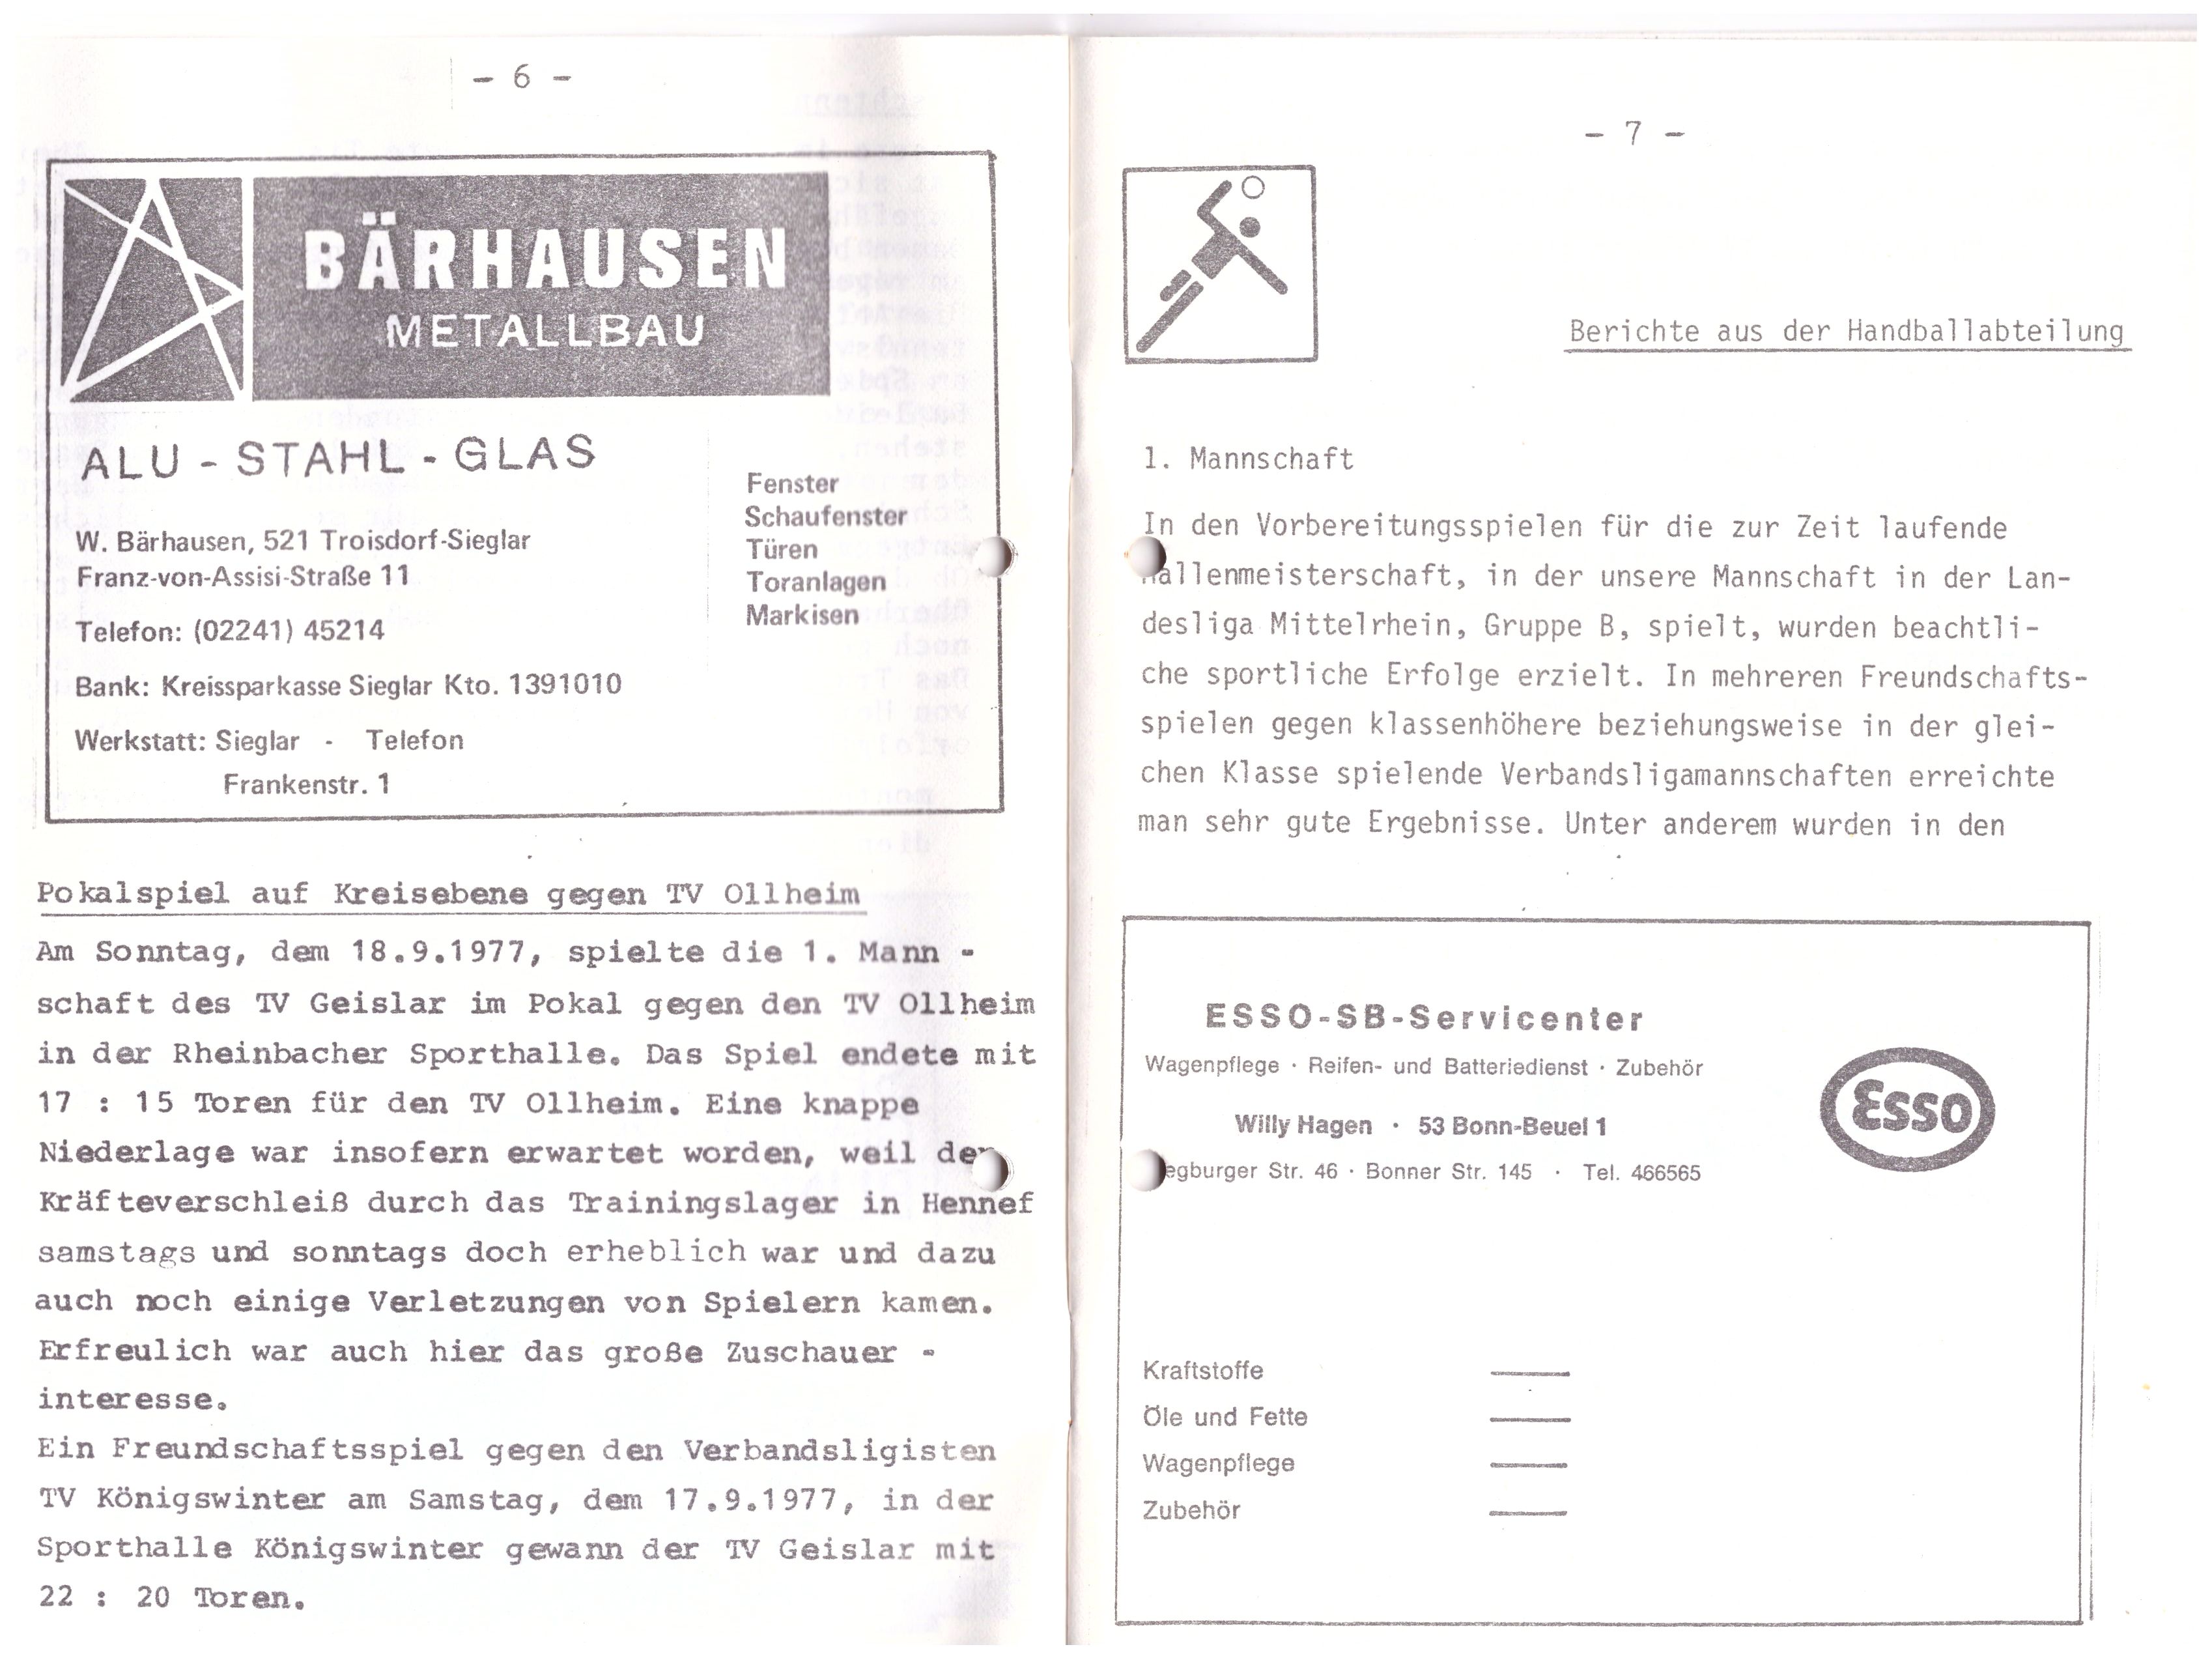 - 6 -
BÄRHAUSEN
METALLBAU
ALU - STAHL - GLAS
W. Bärhausen, 521 Troisdorf-Sieglar
Franz-von-Assisi-Straße 11
Telefon: (02241) 45214
Bank: Kreissparkasse Sieglar Kto. 1391010
Werkstatt: Sieglar - Telefon
Frankenstr. 1
Fenster
Schaufenster
Türen
Toranlagen
Markisen
Pokalspiel auf Kreisebene gegen TV Ollheim
Am Sonntag, dem 18.9.1977, spielte die 1. Mann -
schaft des TV Geislar im Pokal gegen den TV Ollheim
in der Rheinbacher Sporthalle. Das Spiel endete mit
17 : 15 Toren für den TV Ollheim. Eine knappe
Niederlage war insofern erwartet worden, weil der
Kräfteverschleiß durch das Trainingslager in Hennef
samstags und sonntags doch erheblich war und dazu
auch noch einige Verletzungen von Spielern kamen.
Erfreulich war auch hier das große Zuschauer -
interesse.
Ein Freundschaftsspiel gegen den Verbandsligisten
TV Königswinter am Samstag, dem 17.9.1977, in der
Sporthalle Königswinter gewann der TV Geislar mit
22 : 20 Toren.
- 7 -
Berichte aus der Handballabteilung
1. Mannschaft
In den Vorbereitungsspielen für die zur Zeit laufende
Hallenmeisterschaft, in der unsere Mannschaft in der Lan-
desliga Mittelrhein, Gruppe B, spielt, wurden beachtli-
che sportliche Erfolge erzielt. In mehreren Freundschafts-
spielen gegen klassenhöhere beziehungsweise in der glei-
chen Klasse spielende Verbandsligamannschaften erreichte
man sehr gute Ergebnisse. Unter anderem wurden in den
ESSO-SB-Servicenter
Wagenpflege · Reifen- und Batteriedienst · Zubehör
Willy Hagen · 53 Bonn-Beuel 1
egburger Str. 46 · Bonner Str. 145 · Tel. 466565
Esso
Kraftstoffe
Öle und Fette
Wagenpflege
Zubehör